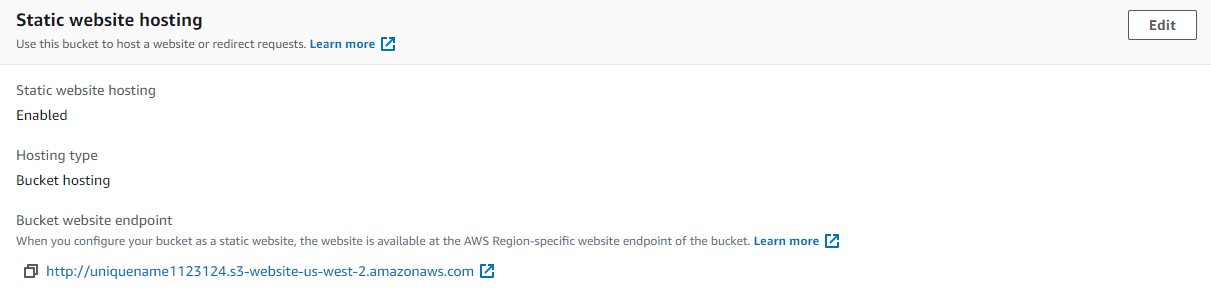 Static website hosting
Edit
Use this bucket to host a website or redirect requests. Learn more
Static website hosting
Enabled
Hosting type
Bucket hosting
Bucket website endpoint
When you configure your bucket as a static website, the website is available at the AWS Region-specific website endpoint of the bucket. Learn more
http://uniquename1123124.s3-website-us-west-2.amazonaws.com